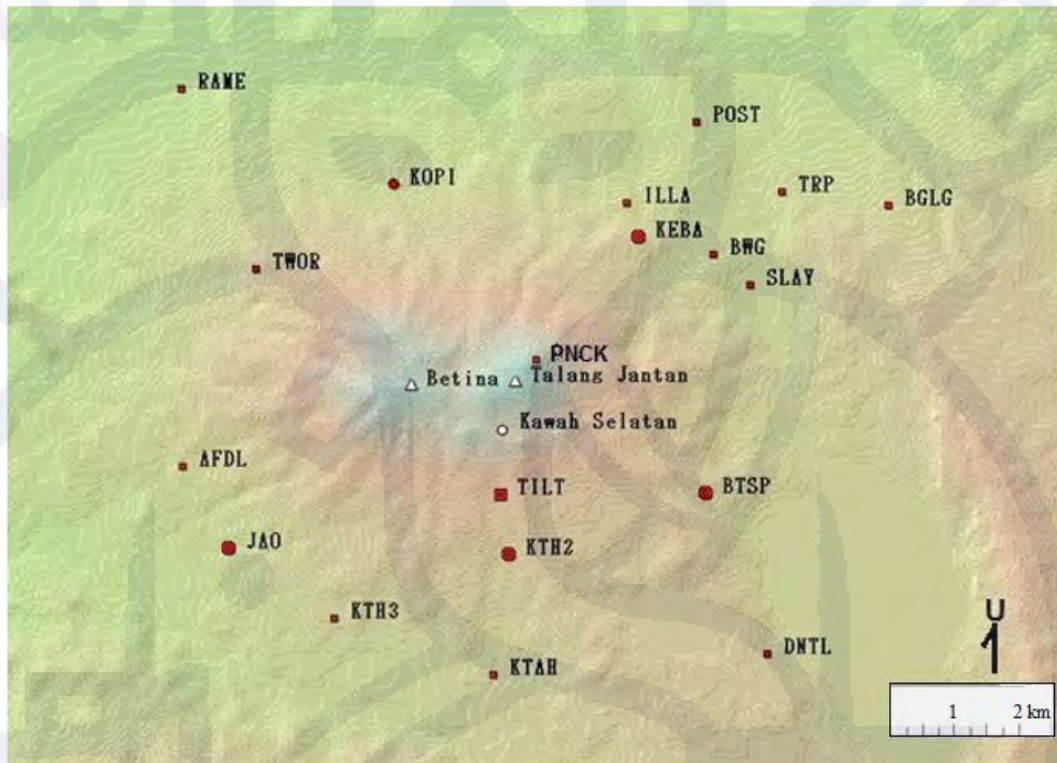 RAME
POST
KOPI
TRP
ILLA
BGLG
KEBA
BWG
TWOR
SLAY
PNCK
Betina
Talang Jantan
Kawah Selatan
AFDL
TILT
BTSP
JAO
KTH2
KTH3
U
DNTL
KTAH
1 2 km